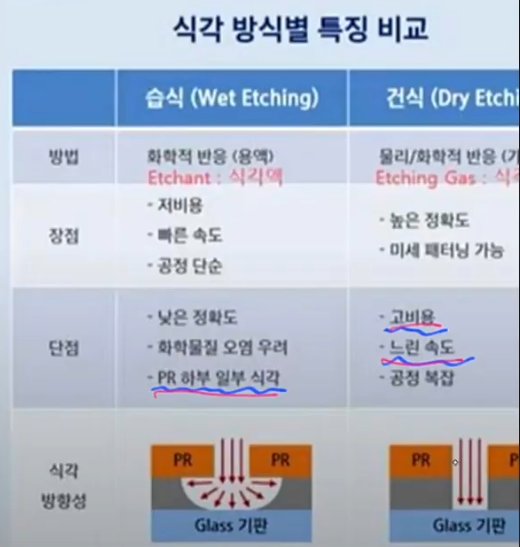 식각 방식별 특징 비교
습식 (Wet Etching)
건식 (Dry Etchi
방법
화학적 반응 (용액)
Etchant : 식각액
물리/화학적 반응 (기
Etching Gas : 식각
장점
- 저비용
- 빠른 속도
- 공정 단순
- 높은 정확도
- 미세 패터닝 가능
단점
- 낮은 정확도
- 화학물질 오염 우려
- PR 하부 일부 식각
- 고비용
- 느린 속도
- 공정 복잡
식각
방향성
PR PR
Glass 기판
PR P
Glass 기판